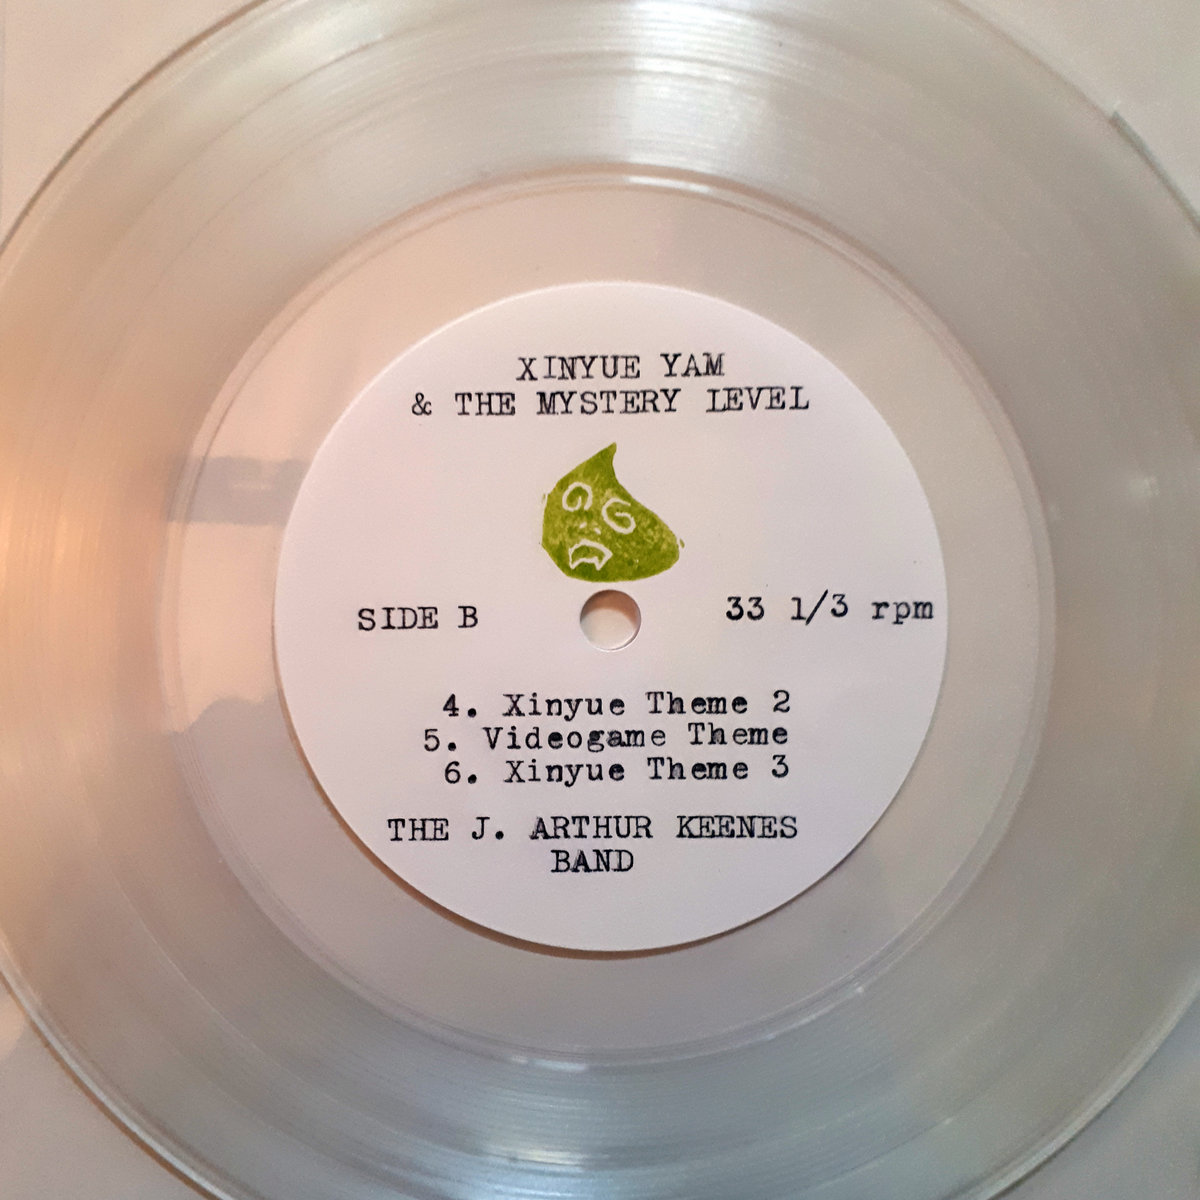 XINYUE YAM
& THE MYSTERY LEVEL
SIDE B
33 1/3 rpm
4. Xinyue Theme 2
5. Videogame Theme
6. Xinyue Theme 3
THE J. ARTHUR KEENES
BAND